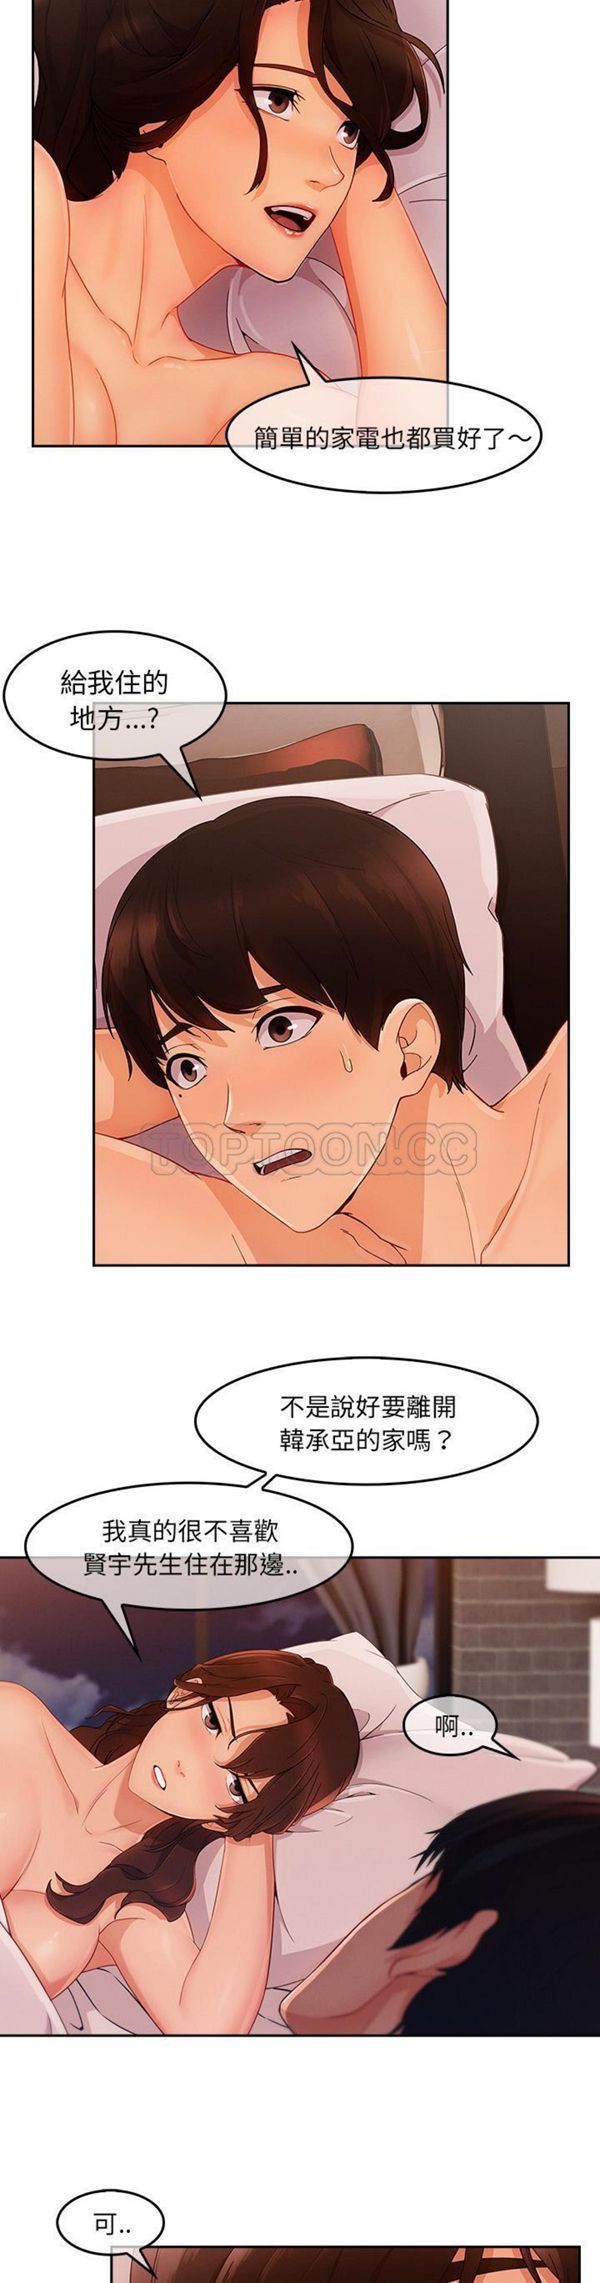 簡單的家電也都買好了～
給我住的
地方...?
TOPTOON.CC
不是說好要離開
韓承亞的家嗎？
我真的很不喜歡
賢宇先生住在那邊..
啊..
可..